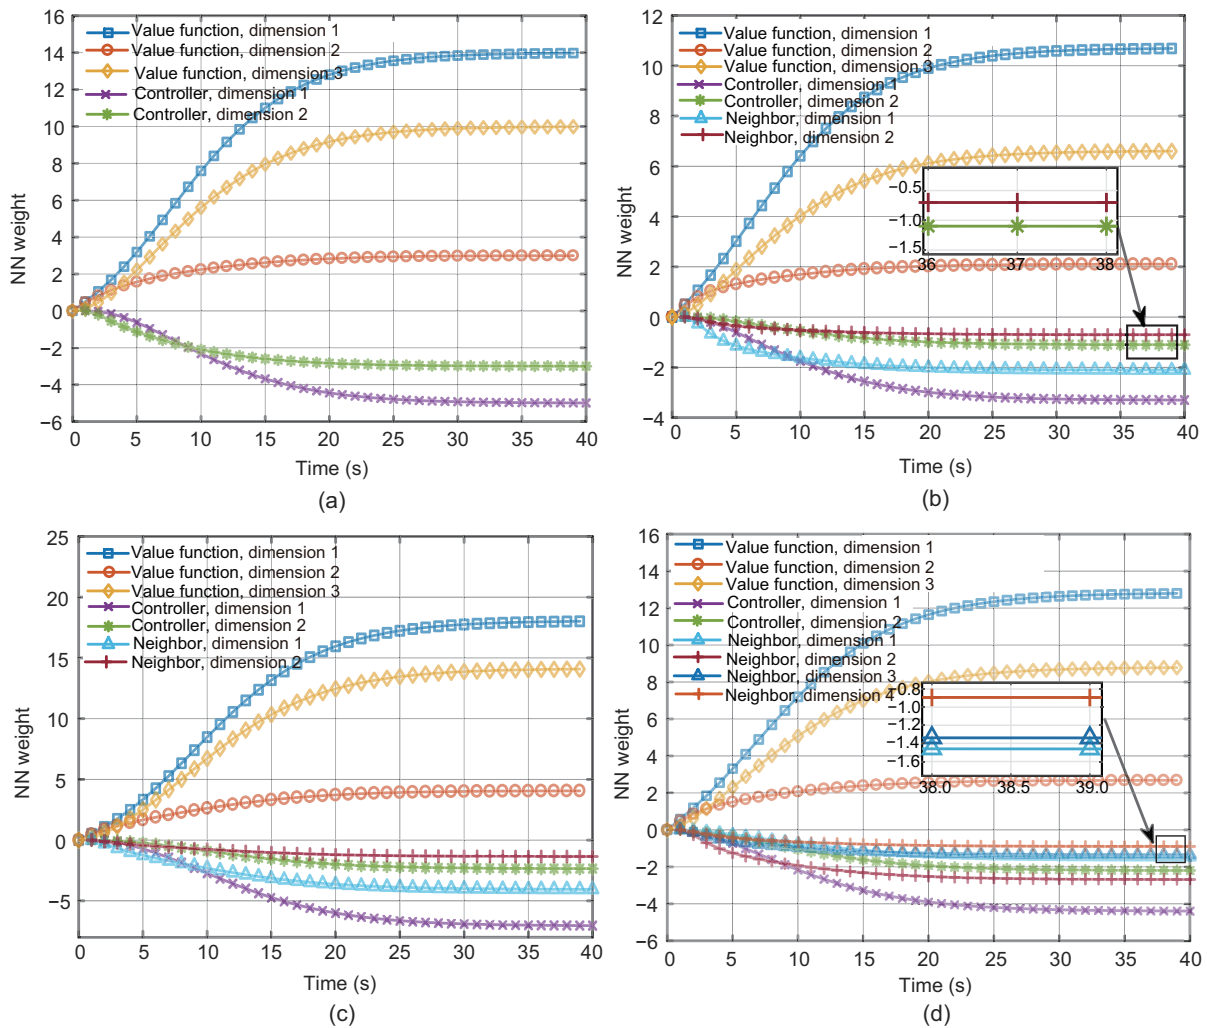 16
14
12
10
8
6
4
2
0
−2
−4
−6
NN weight
Value function, dimension 1
Value function, dimension 2
Value function, dimension 3
Controller, dimension 1
Controller, dimension 2
0 5 10 15 20 25 30 35 40
Time (s)
(a)
12
10
8
6
4
2
0
−2
−4
NN weight
Value function, dimension 1
Value function, dimension 2
Value function, dimension 3
Controller, dimension 1
Controller, dimension 2
Neighbor, dimension 1
Neighbor, dimension 2
−0.5
−1.0
−1.5
36 37 38
0 5 10 15 20 25 30 35 40
Time (s)
(b)
25
20
15
10
5
0
−5
NN weight
Value function, dimension 1
Value function, dimension 2
Value function, dimension 3
Controller, dimension 1
Controller, dimension 2
Neighbor, dimension 1
Neighbor, dimension 2
0 5 10 15 20 25 30 35 40
Time (s)
(c)
16
14
12
10
8
6
4
2
0
−2
−4
−6
NN weight
Value function, dimension 1
Value function, dimension 2
Value function, dimension 3
Controller, dimension 1
Controller, dimension 2
Neighbor, dimension 1
Neighbor, dimension 2
Neighbor, dimension 3
Neighbor, dimension 4
−0.8
−1.0
−1.2
−1.4
−1.6
38.0 38.5 39.0
0 5 10 15 20 25 30 35 40
Time (s)
(d)